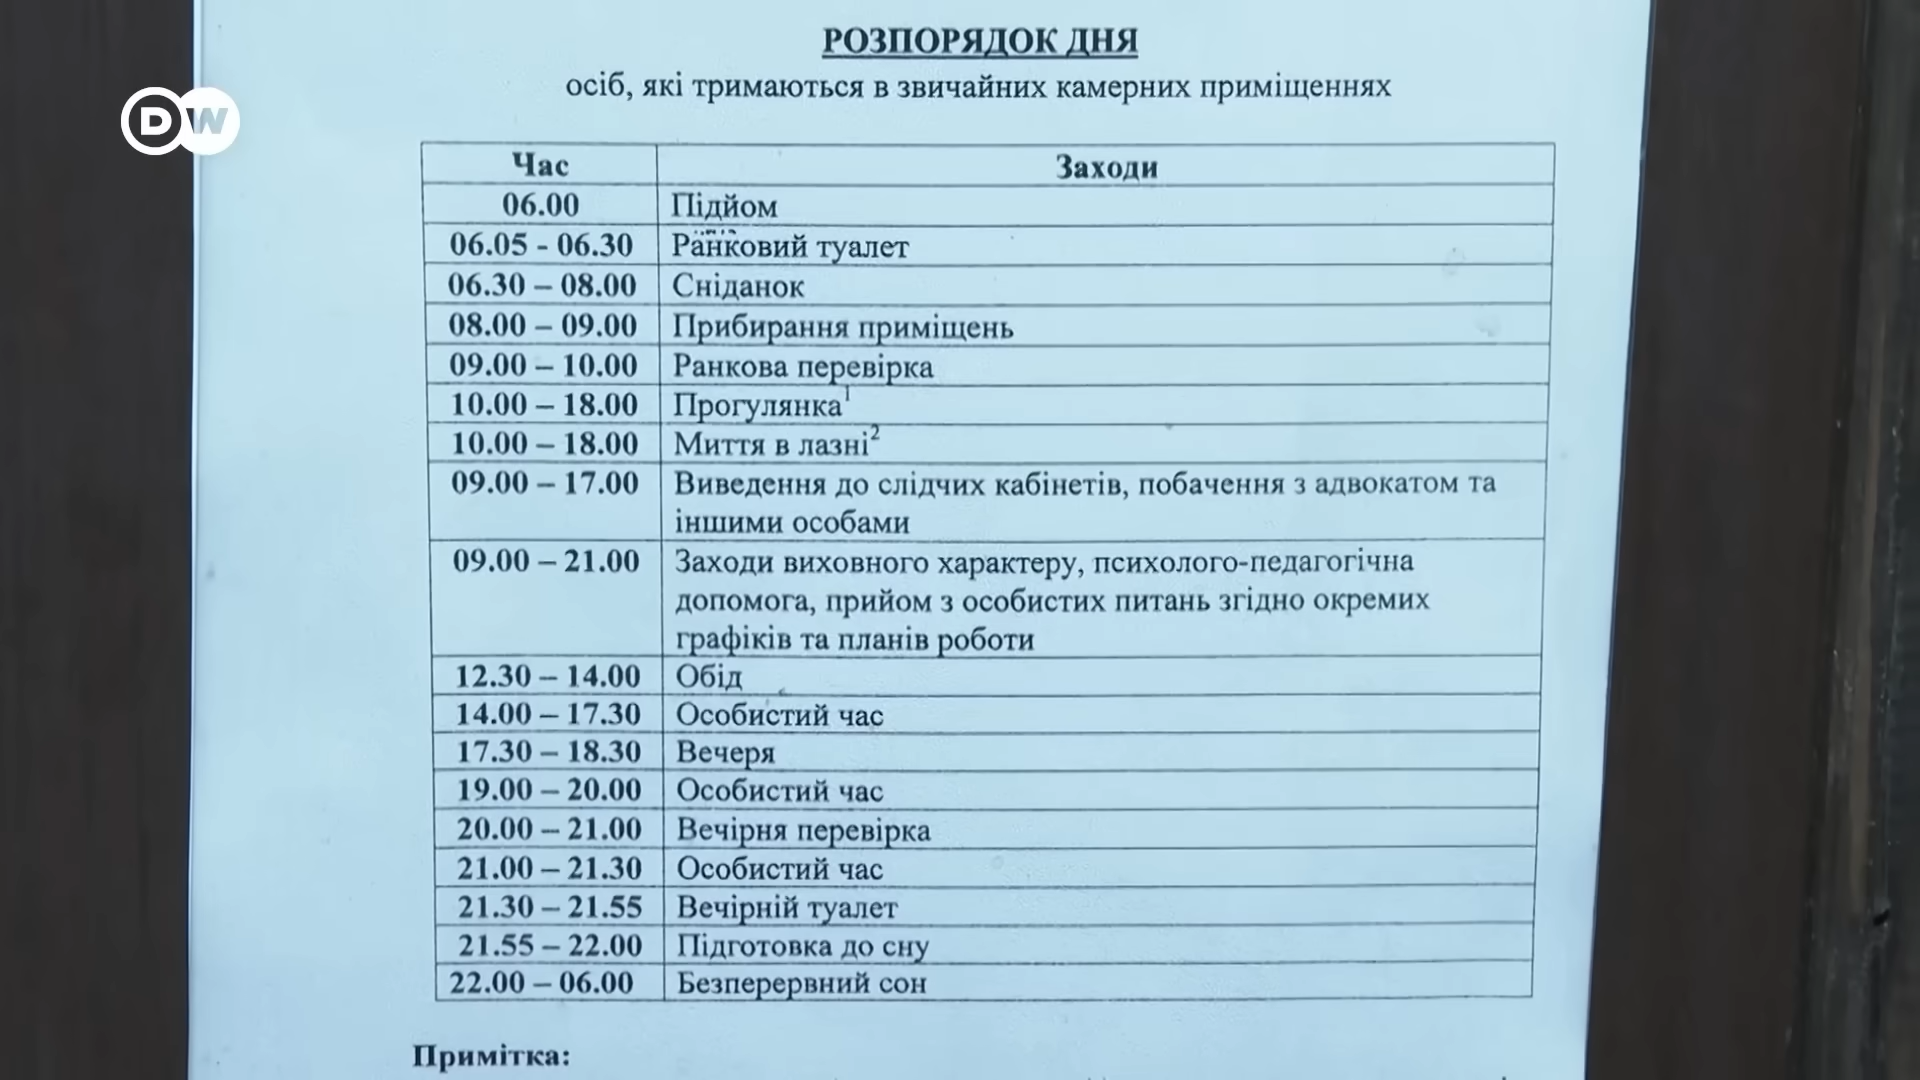 РОЗПОРЯДОК ДНЯ
осіб, які тримаються в звичайних камерних приміщеннях
DW
Час Заходи
06.00 Підйом
06.05 - 06.30 Ранковий туалет
06.30 – 08.00 Сніданок
08.00 – 09.00 Прибирання приміщень
09.00 – 10.00 Ранкова перевірка
10.00 – 18.00 Прогулянка¹
10.00 – 18.00 Миття в лазні²
09.00 – 17.00 Виведення до слідчих кабінетів, побачення з адвокатом та
іншими особами
09.00 – 21.00 Заходи виховного характеру, психолого-педагогічна
допомога, прийом з особистих питань згідно окремих
графіків та планів роботи
12.30 – 14.00 Обід
14.00 – 17.30 Особистий час
17.30 – 18.30 Вечеря
19.00 – 20.00 Особистий час
20.00 – 21.00 Вечірня перевірка
21.00 – 21.30 Особистий час
21.30 – 21.55 Вечірній туалет
21.55 – 22.00 Підготовка до сну
22.00 – 06.00 Безперервний сон
Примітка: